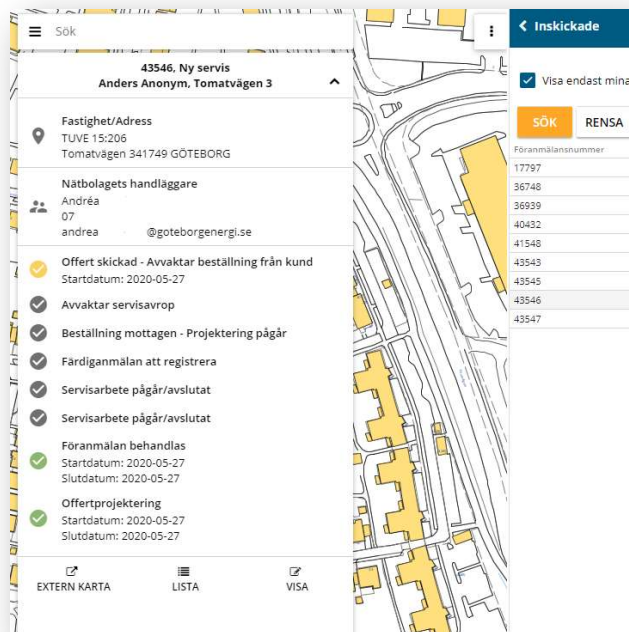 Sök
43546, Ny servis
Anders Anonym, Tomatvägen 3
Fastighet/Adress
TUVE 15:206
Tomatvägen 341749 GÖTEBORG
Nätbolagets handläggare
Andréa
07
andrea @goteborgenergi.se
Offert skickad - Avvaktar beställning från kund
Startdatum: 2020-05-27
Avvaktar servisavrop
Beställning mottagen - Projektering pågår
Färdiganmälan att registrera
Servisarbete pågår/avslutat
Servisarbete pågår/avslutat
Föranmälan behandlas
Startdatum: 2020-05-27
Slutdatum: 2020-05-27
Offertprojektering
Startdatum: 2020-05-27
Slutdatum: 2020-05-27
EXTERN KARTA LISTA VISA
Inskickade
Visa endast mina
SÖK RENSA
Föranmälansnummer
17797
36748
36939
40432
41548
43543
43545
43546
43547